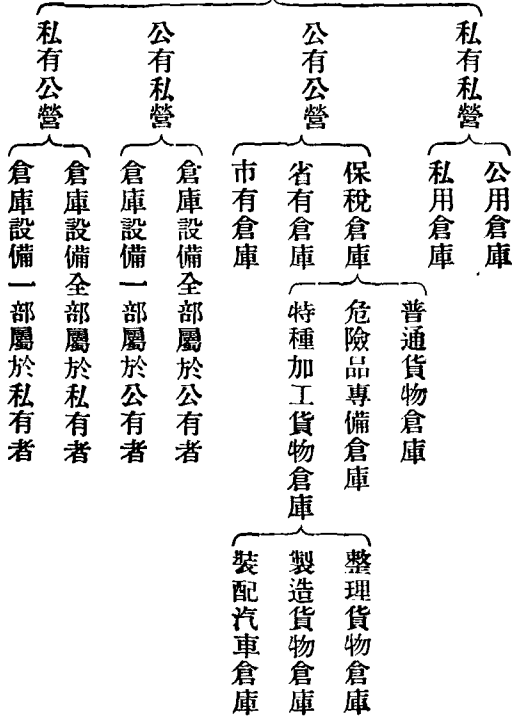 私有私營
公用倉庫
私用倉庫
公有公營
保稅倉庫
普通貨物倉庫
危險品專備倉庫
特種加工貨物倉庫
整理貨物倉庫
製造貨物倉庫
裝配汽車倉庫
省有倉庫
市有倉庫
公有私營
倉庫設備全部屬於公有者
倉庫設備一部屬於公有者
私有公營
倉庫設備全部屬於私有者
倉庫設備一部屬於私有者